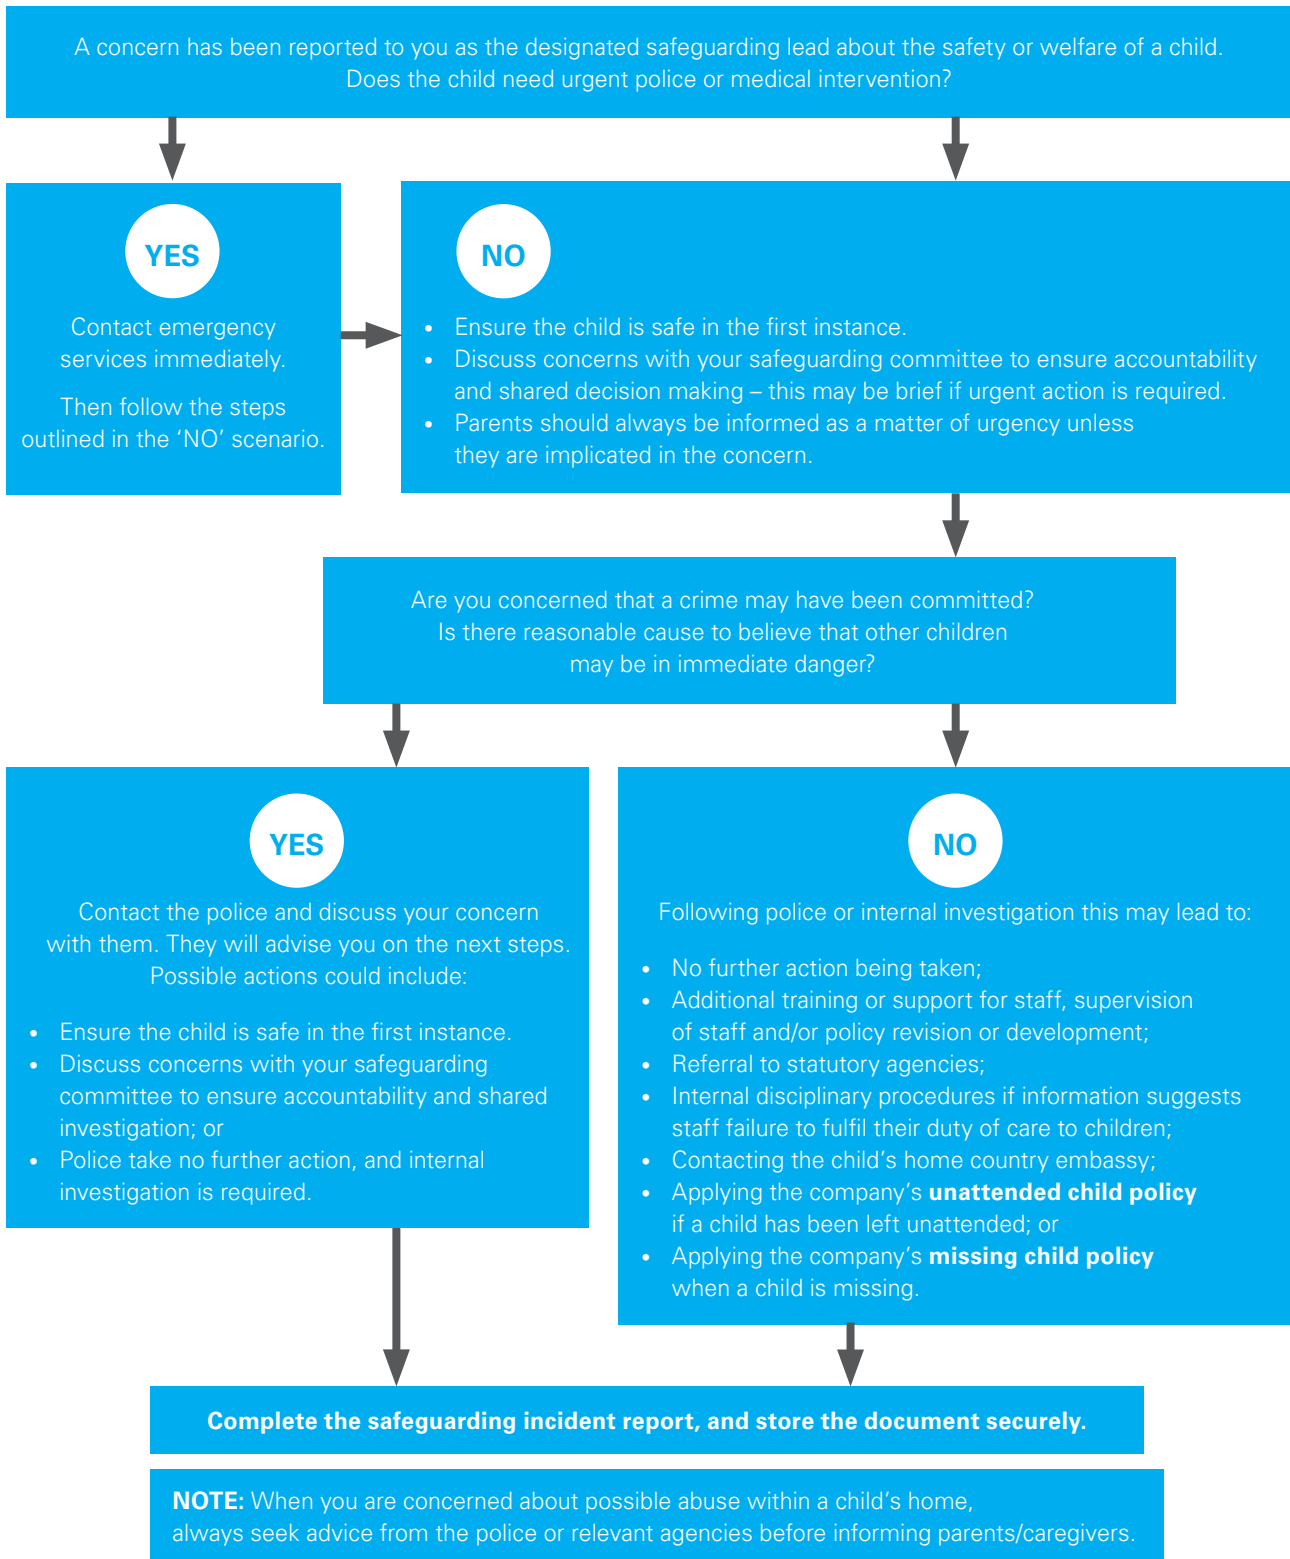 A concern has been reported to you as the designated safeguarding lead about the safety or welfare of a child.
Does the child need urgent police or medical intervention?
YES
Contact emergency
services immediately.
Then follow the steps
outlined in the ‘NO’ scenario.
NO
• Ensure the child is safe in the first instance.
• Discuss concerns with your safeguarding committee to ensure accountability
and shared decision making – this may be brief if urgent action is required.
• Parents should always be informed as a matter of urgency unless
they are implicated in the concern.
Are you concerned that a crime may have been committed?
Is there reasonable cause to believe that other children
may be in immediate danger?
YES
Contact the police and discuss your concern
with them. They will advise you on the next steps.
Possible actions could include:
• Ensure the child is safe in the first instance.
• Discuss concerns with your safeguarding
committee to ensure accountability and shared
investigation; or
• Police take no further action, and internal
investigation is required.
NO
Following police or internal investigation this may lead to:
• No further action being taken;
• Additional training or support for staff, supervision
of staff and/or policy revision or development;
• Referral to statutory agencies;
• Internal disciplinary procedures if information suggests
staff failure to fulfil their duty of care to children;
• Contacting the child’s home country embassy;
• Applying the company’s unattended child policy
if a child has been left unattended; or
• Applying the company’s missing child policy
when a child is missing.
Complete the safeguarding incident report, and store the document securely.
NOTE: When you are concerned about possible abuse within a child’s home,
always seek advice from the police or relevant agencies before informing parents/caregivers.